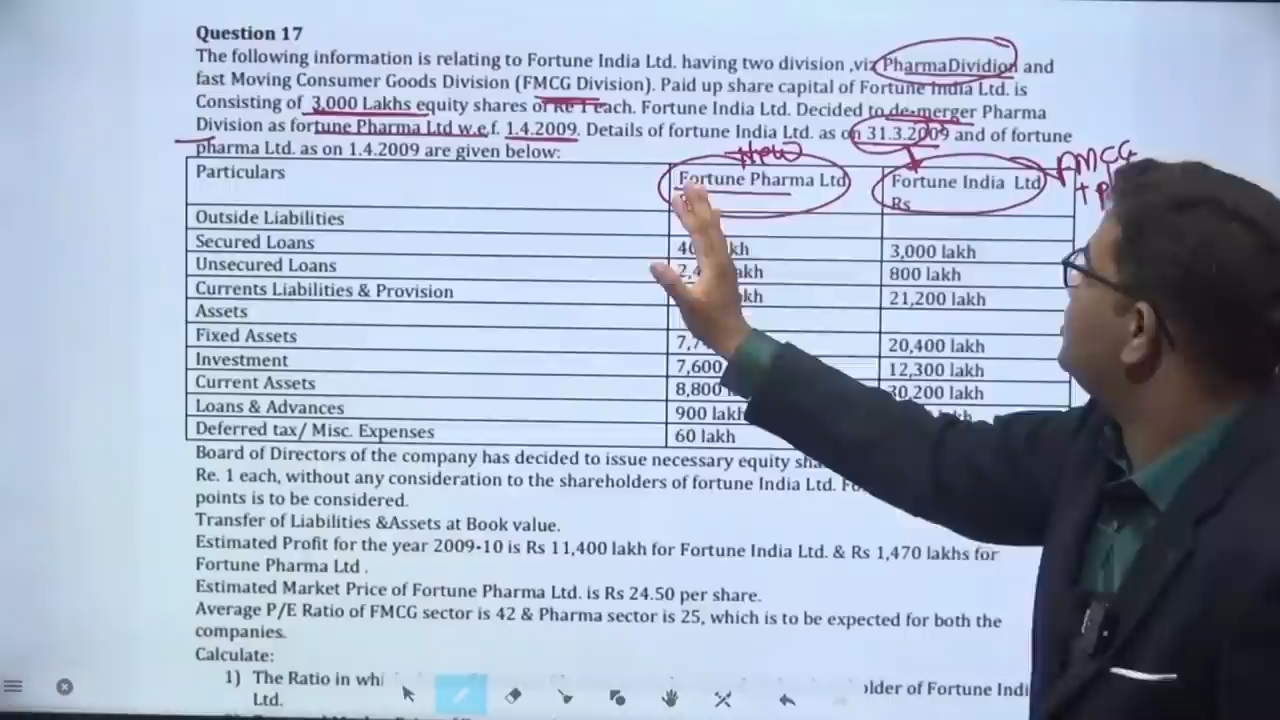 Question 17
The following information is relating to Fortune India Ltd. having two division ,viz PharmaDividion and
fast Moving Consumer Goods Division (FMCG Division). Paid up share capital of Fortune India Ltd. is
Consisting of 3,000 Lakhs equity shares of Re 1 each. Fortune India Ltd. Decided to de-merger Pharma
Division as fortune Pharma Ltd w.e.f. 1.4.2009. Details of fortune India Ltd. as on 31.3.2009 and of fortune
pharma Ltd. as on 1.4.2009 are given below:
New
FMCG
+ P
Particulars Fortune Pharma Ltd Fortune India Ltd
Rs
Outside Liabilities
Secured Loans 3,000 lakh
Unsecured Loans 800 lakh
Currents Liabilities & Provision 21,200 lakh
Assets
Fixed Assets 20,400 lakh
Investment 7,600 12,300 lakh
Current Assets 8,800 30,200 lakh
Loans & Advances 900 lakh
Deferred tax/ Misc. Expenses 60 lakh
Board of Directors of the company has decided to issue necessary equity
Re. 1 each, without any consideration to the shareholders of fortune India Ltd.
points is to be considered.
Transfer of Liabilities &Assets at Book value.
Estimated Profit for the year 2009-10 is Rs 11,400 lakh for Fortune India Ltd. & Rs 1,470 lakhs for
Fortune Pharma Ltd .
Estimated Market Price of Fortune Pharma Ltd. is Rs 24.50 per share.
Average P/E Ratio of FMCG sector is 42 & Pharma sector is 25, which is to be expected for both the
companies.
Calculate:
1) The Ratio in whi older of Fortune Indi
Ltd.